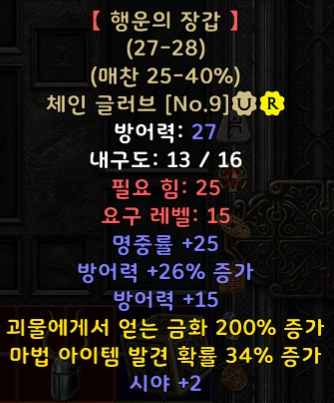 【 행운의 장갑 】
(27-28)
(매찬 25-40%)
체인 글러브 [No.9] U R
방어력: 27
내구도: 13 / 16
필요 힘: 25
요구 레벨: 15
명중률 +25
방어력 +26% 증가
방어력 +15
괴물에게서 얻는 금화 200% 증가
마법 아이템 발견 확률 34% 증가
시야 +2